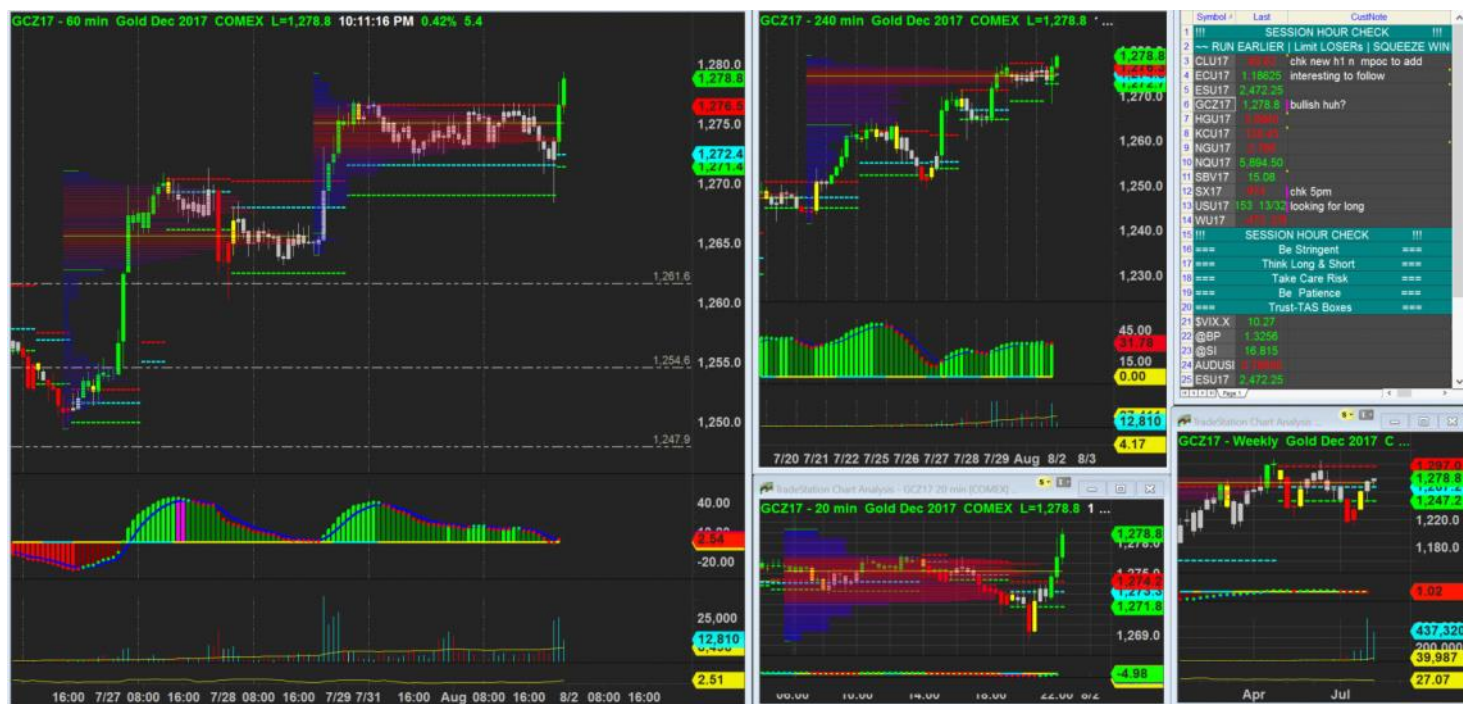 GCZ17 - 60 min Gold Dec 2017 COMEX L=1,278.8 10:11:16 PM 0.42% 5.4
1,280.0
1,278.8
1,276.5
1,275.0
1,272.4
1,271.4
1,270.0
1,265.0
1,261.6
1,260.0
1,254.6
1,255.0
1,250.0
1,247.9
40.00
2.54
-20.00
25,000
12,810
2.51
16:00 7/27 08:00 16:00 7/28 08:00 16:00 7/29 7/31 16:00 Aug 08:00 16:00 8/2 08:00 16:00
GCZ17 - 240 min Gold Dec 2017 COMEX L=1,278.8 ...
1,278.8
1,270.0
1,260.0
1,250.0
1,240.0
1,230.0
45.00
31.78
15.00
0.00
12,810
4.17
7/20 7/21 7/22 7/25 7/26 7/27 7/28 7/29 Aug 8/2 8/3
TradeStation Chart Analysis - GCZ17 20 min [COMEX] ...
GCZ17 - 20 min Gold Dec 2017 COMEX L=1,278.8 1 ...
1,278.8
1,278.0
1,274.2
1,271.8
1,269.0
-4.98
06:00 10:00 14:00 18:00 22:00 8/2
Symbol Last CustNote
1 !!! SESSION HOUR CHECK !!!
2 ~~ RUN EARLIER | Limit LOSERs | SQUEEZE WIN
3 CLU17 chk new h1 n mpoc to add
4 ECU17 1.18625 interesting to follow
5 ESU17 2,472.25
6 GCZ17 1,278.8 bullish huh?
7 HGU17
8 KCU17
9 NGU17
10 NQU17 5,894.50
11 SBV17 15.08
12 SX17 chk 5pm
13 USU17 153 13/32 looking for long
14 WU17
15 !!! SESSION HOUR CHECK !!!
16 === Be Stringent ===
17 === Think Long & Short ===
18 === Take Care Risk ===
19 === Be Patience ===
20 === Trust-TAS Boxes ===
21 $VIX.X 10.27
22 @BP 1.3256
23 @SI 16.815
24 AUDUSI
25 ESU17 2,472.25
Page 1
TradeStation Chart Analysis ...
GCZ17 - Weekly Gold Dec 2017 C ...
1,297.0
1,278.8
1,247.2
1,220.0
1,180.0
1.02
437,320
200,000
39,987
27.07
Apr Jul